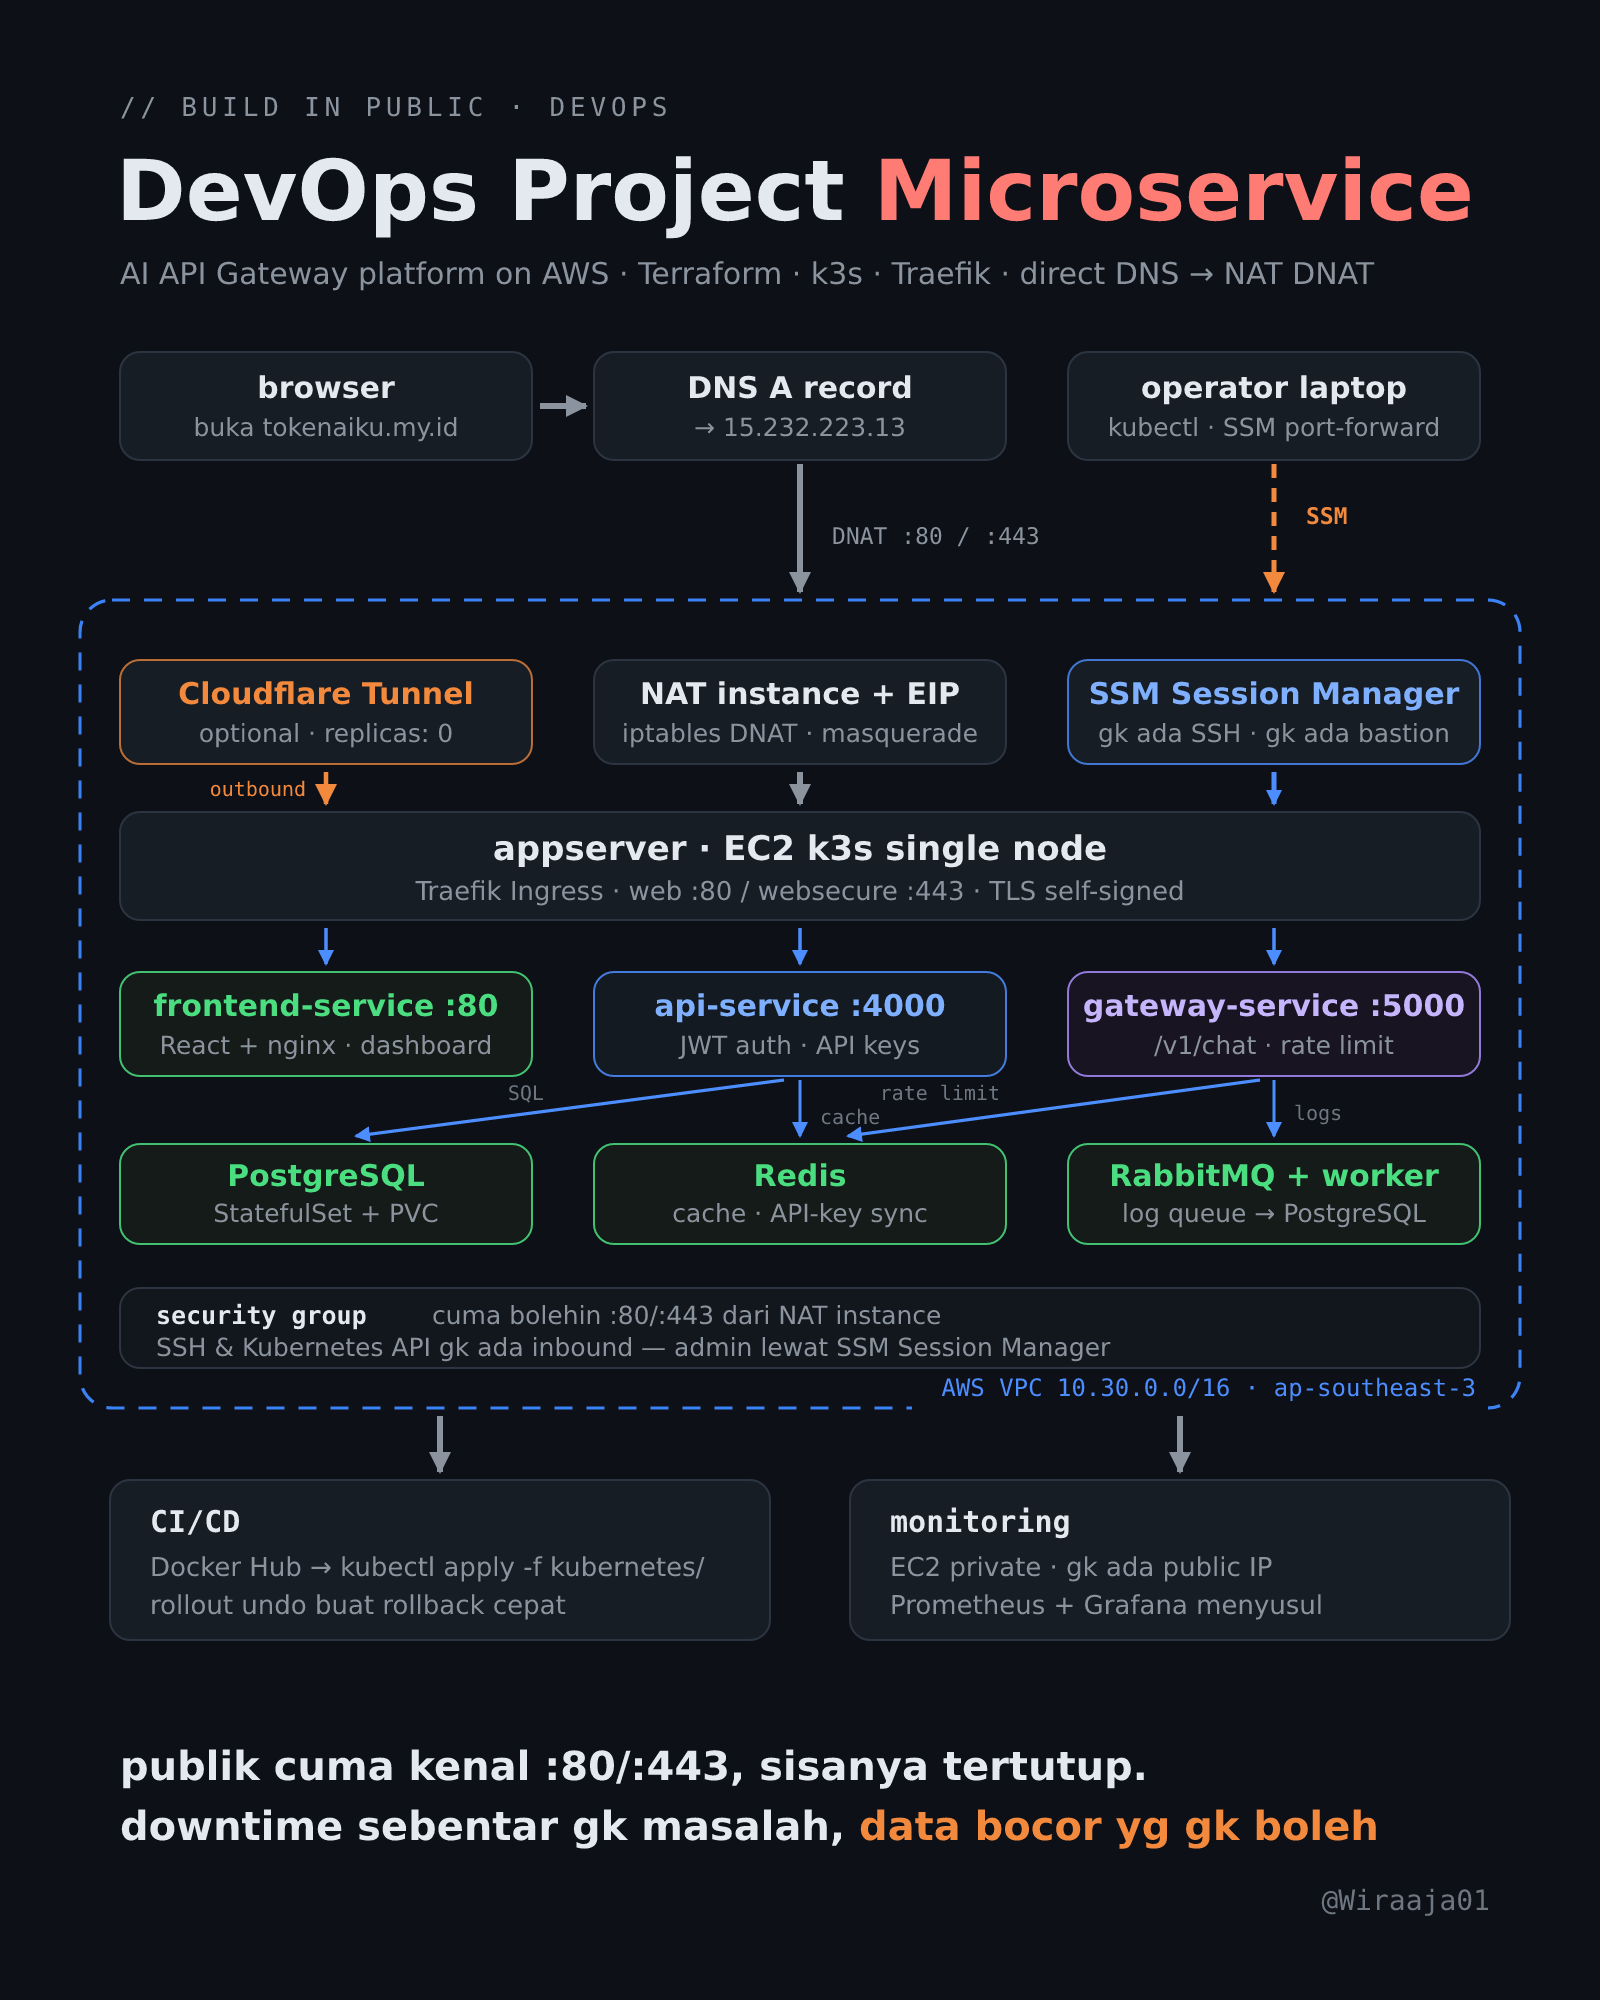 // BUILD IN PUBLIC · DEVOPS
DevOps Project Microservice
AI API Gateway platform on AWS · Terraform · k3s · Traefik · direct DNS → NAT DNAT
browser
buka tokenaiku.my.id
DNS A record
→ 15.232.223.13
operator laptop
kubectl · SSM port-forward
DNAT :80 / :443
SSM
Cloudflare Tunnel
optional · replicas: 0
NAT instance + EIP
iptables DNAT · masquerade
SSM Session Manager
gk ada SSH · gk ada bastion
outbound
appserver · EC2 k3s single node
Traefik Ingress · web :80 / websecure :443 · TLS self-signed
frontend-service :80
React + nginx · dashboard
api-service :4000
JWT auth · API keys
gateway-service :5000
/v1/chat · rate limit
SQL
cache
rate limit
logs
PostgreSQL
StatefulSet + PVC
Redis
cache · API-key sync
RabbitMQ + worker
log queue → PostgreSQL
security group cuma bolehin :80/:443 dari NAT instance
SSH & Kubernetes API gk ada inbound — admin lewat SSM Session Manager
AWS VPC 10.30.0.0/16 · ap-southeast-3
CI/CD
Docker Hub → kubectl apply -f kubernetes/
rollout undo buat rollback cepat
monitoring
EC2 private · gk ada public IP
Prometheus + Grafana menyusul
publik cuma kenal :80/:443, sisanya tertutup.
downtime sebentar gk masalah, data bocor yg gk boleh
@Wiraaja01